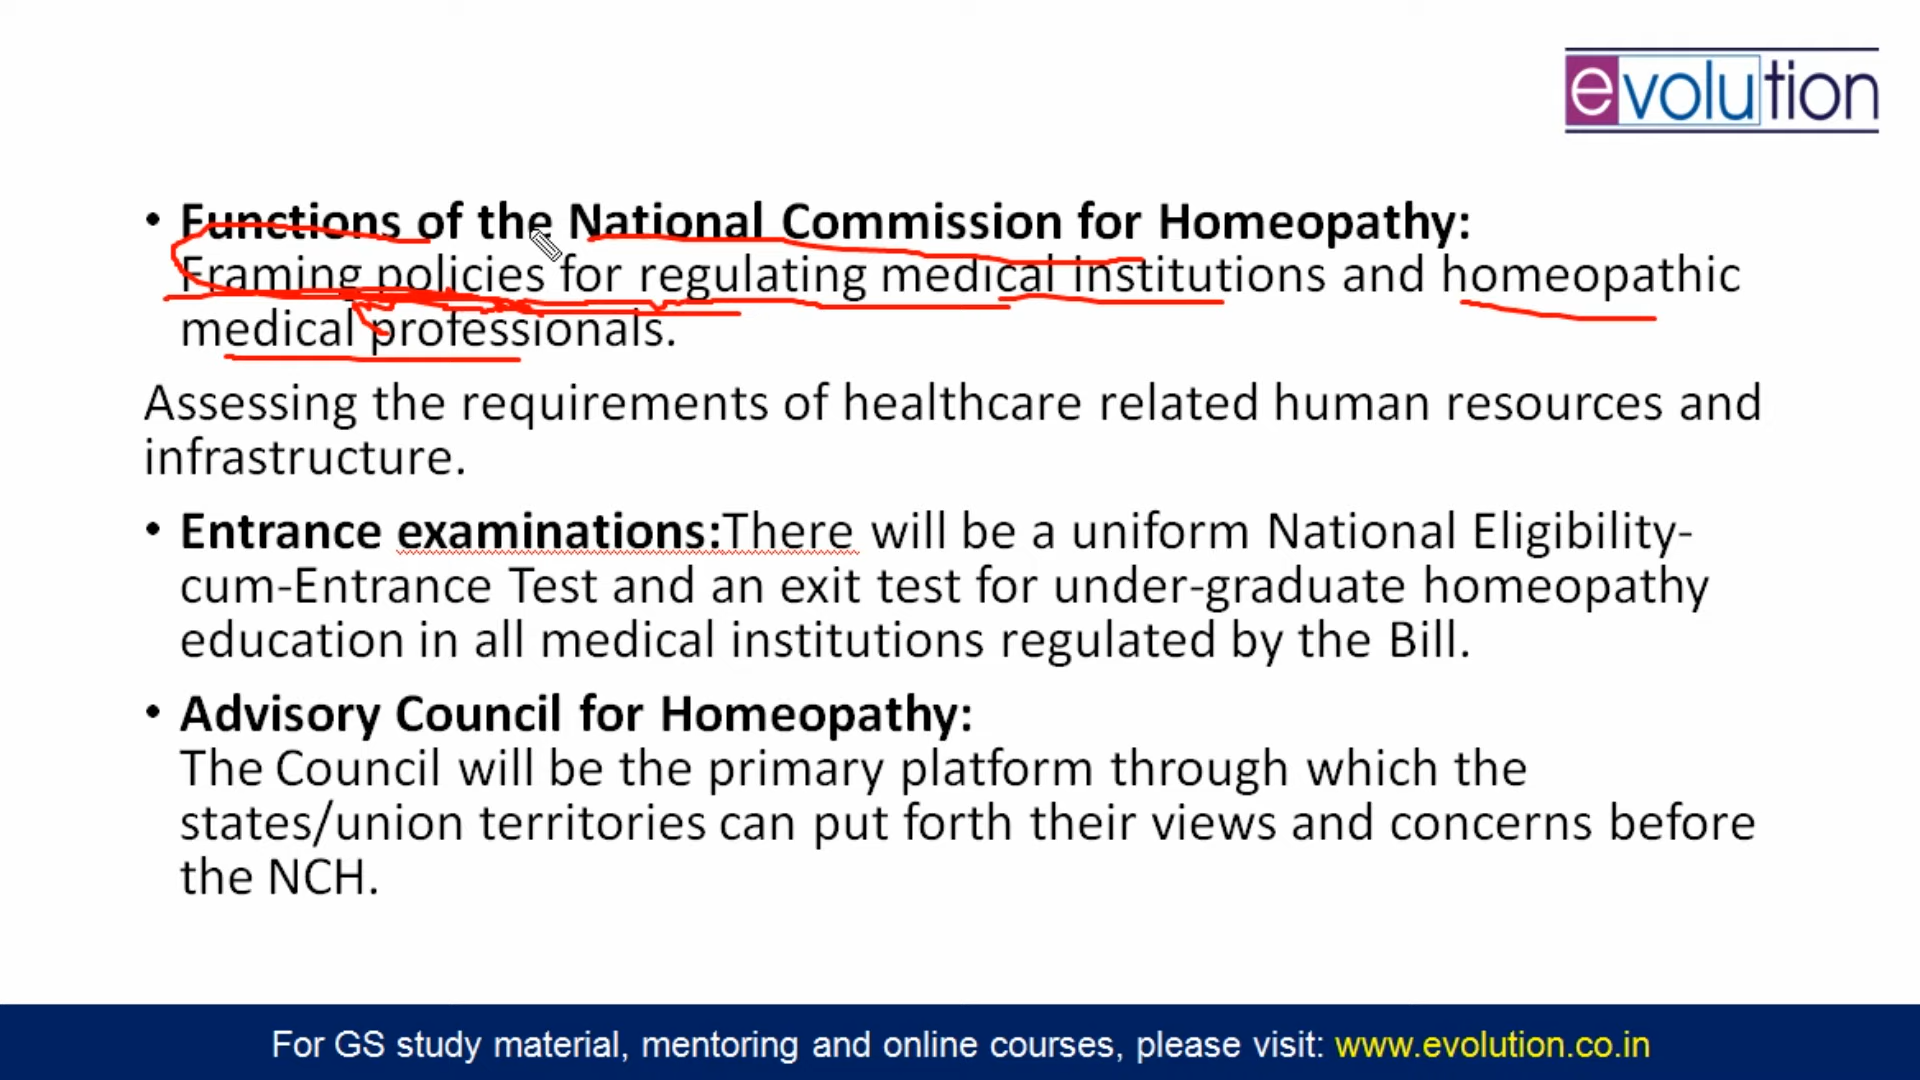 evolution
• Functions of the National Commission for Homeopathy:
Framing policies for regulating medical institutions and homeopathic
medical professionals.
Assessing the requirements of healthcare related human resources and
infrastructure.
• Entrance examinations:There will be a uniform National Eligibility-
cum-Entrance Test and an exit test for under-graduate homeopathy
education in all medical institutions regulated by the Bill.
• Advisory Council for Homeopathy:
The Council will be the primary platform through which the
states/union territories can put forth their views and concerns before
the NCH.
For GS study material, mentoring and online courses, please visit: www.evolution.co.in